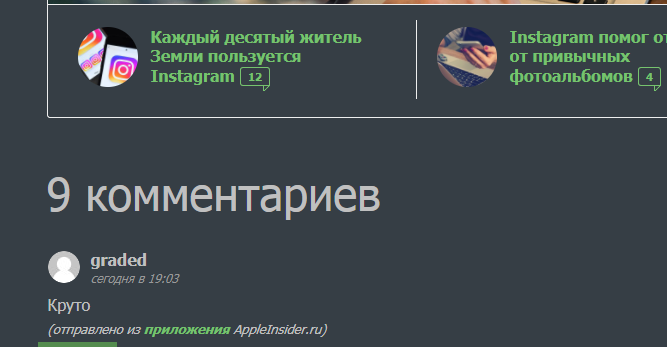 Каждый десятый житель
Земли пользуется
Instagram 12
Instagram помог
от привычных
фотоальбомов 4
9 комментариев
graded
сегодня в 19:03
Круто
(отправлено из приложения AppleInsider.ru)